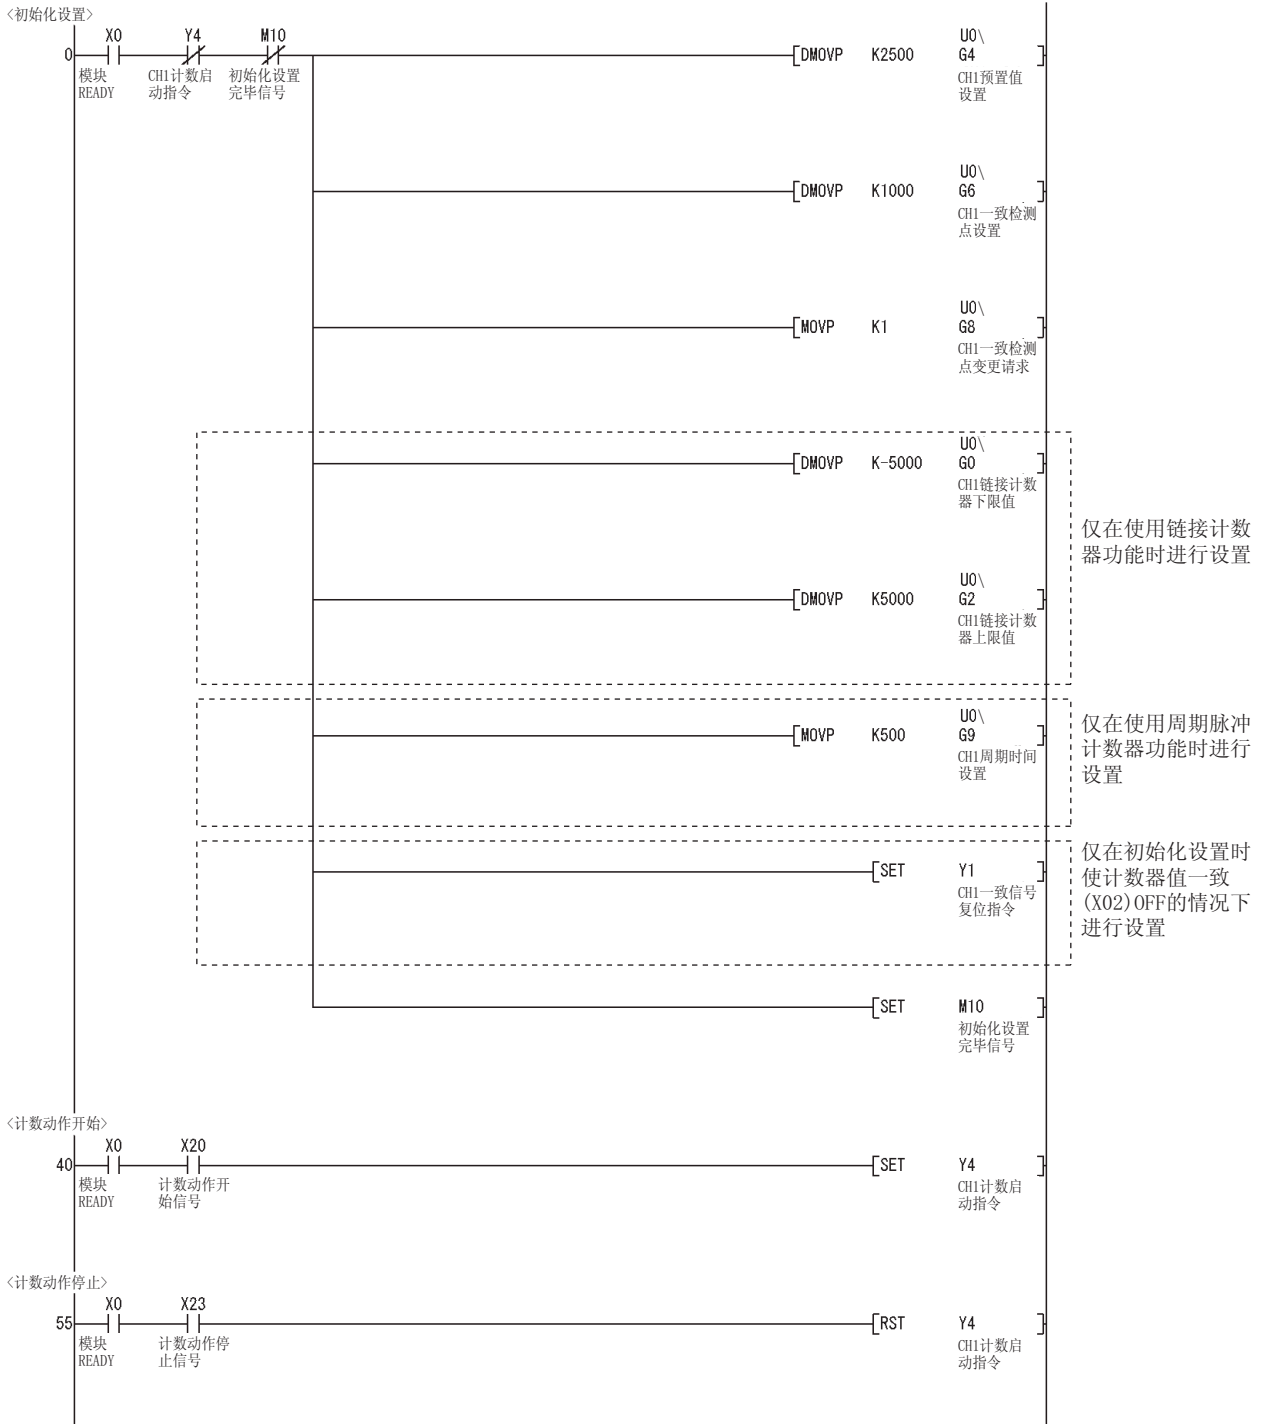 <初始化设置>
X0 Y4 M10 U0\
0 DMOVP K2500 G4
模块 CH1计数启 初始化设置 CH1预置值
READY 动指令 完毕信号 设置
U0\
DMOVP K1000 G6
CH1一致检测
点设置
U0\
MOVP K1 G8
CH1一致检测
点变更请求
U0\
DMOVP K-5000 G0
CH1链接计数
器下限值
仅在使用链接计数
器功能时进行设置
U0\
DMOVP K5000 G2
CH1链接计数
器上限值
U0\
MOVP K500 G9
CH1周期时间
设置
仅在使用周期脉冲
计数器功能时进行
设置
SET Y1
CH1一致信号
复位指令
仅在初始化设置时
使计数器值一致
(X02)OFF的情况下
进行设置
SET M10
初始化设置
完毕信号
<计数动作开始>
X0 X20
40 SET Y4
模块 计数动作开 CH1计数启
READY 始信号 动指令
<计数动作停止>
X0 X23
55 RST Y4
模块 计数动作停 CH1计数启
READY 止信号 动指令